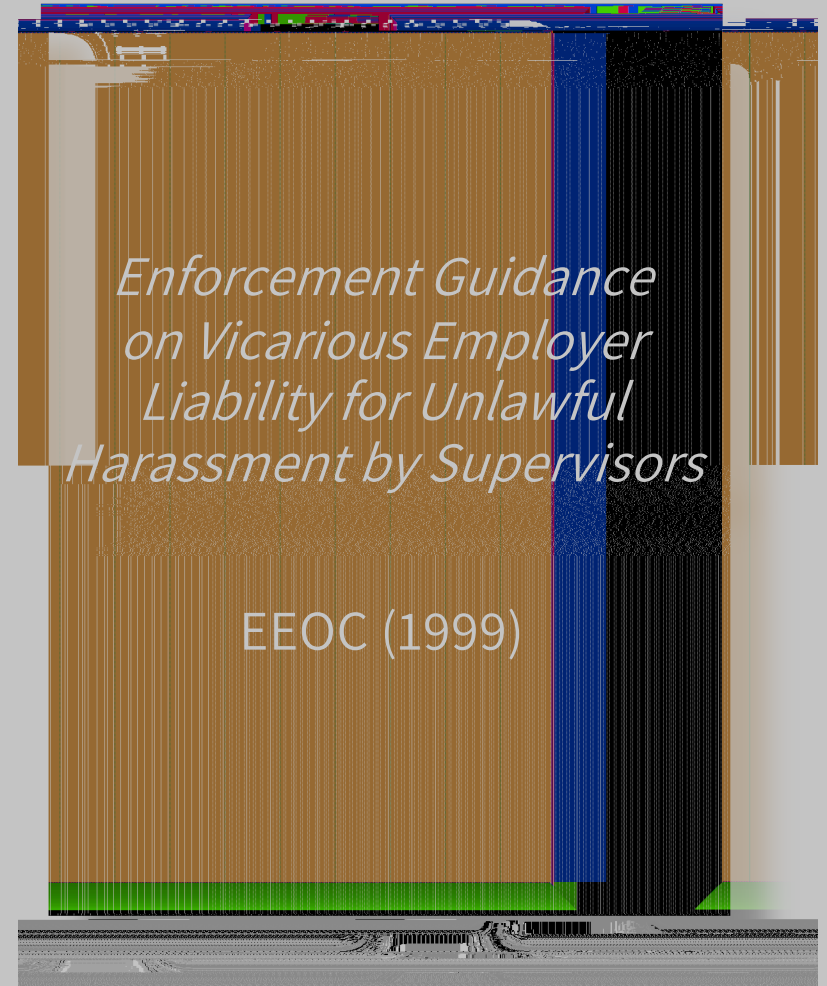 Enforcement Guidance
on Vicarious Employer
Liability for Unlawful
Harassment by Supervisors
EEOC (1999)